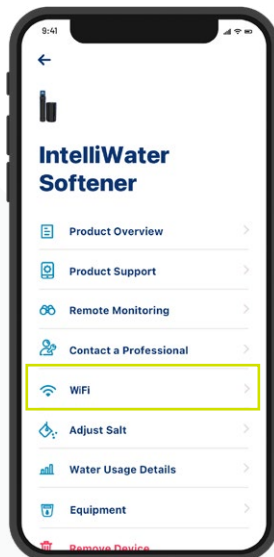 9:41
IntelliWater
Softener
Product Overview
Product Support
Remote Monitoring
Contact a Professional
WiFi
Adjust Salt
Water Usage Details
Equipment
Remove Device